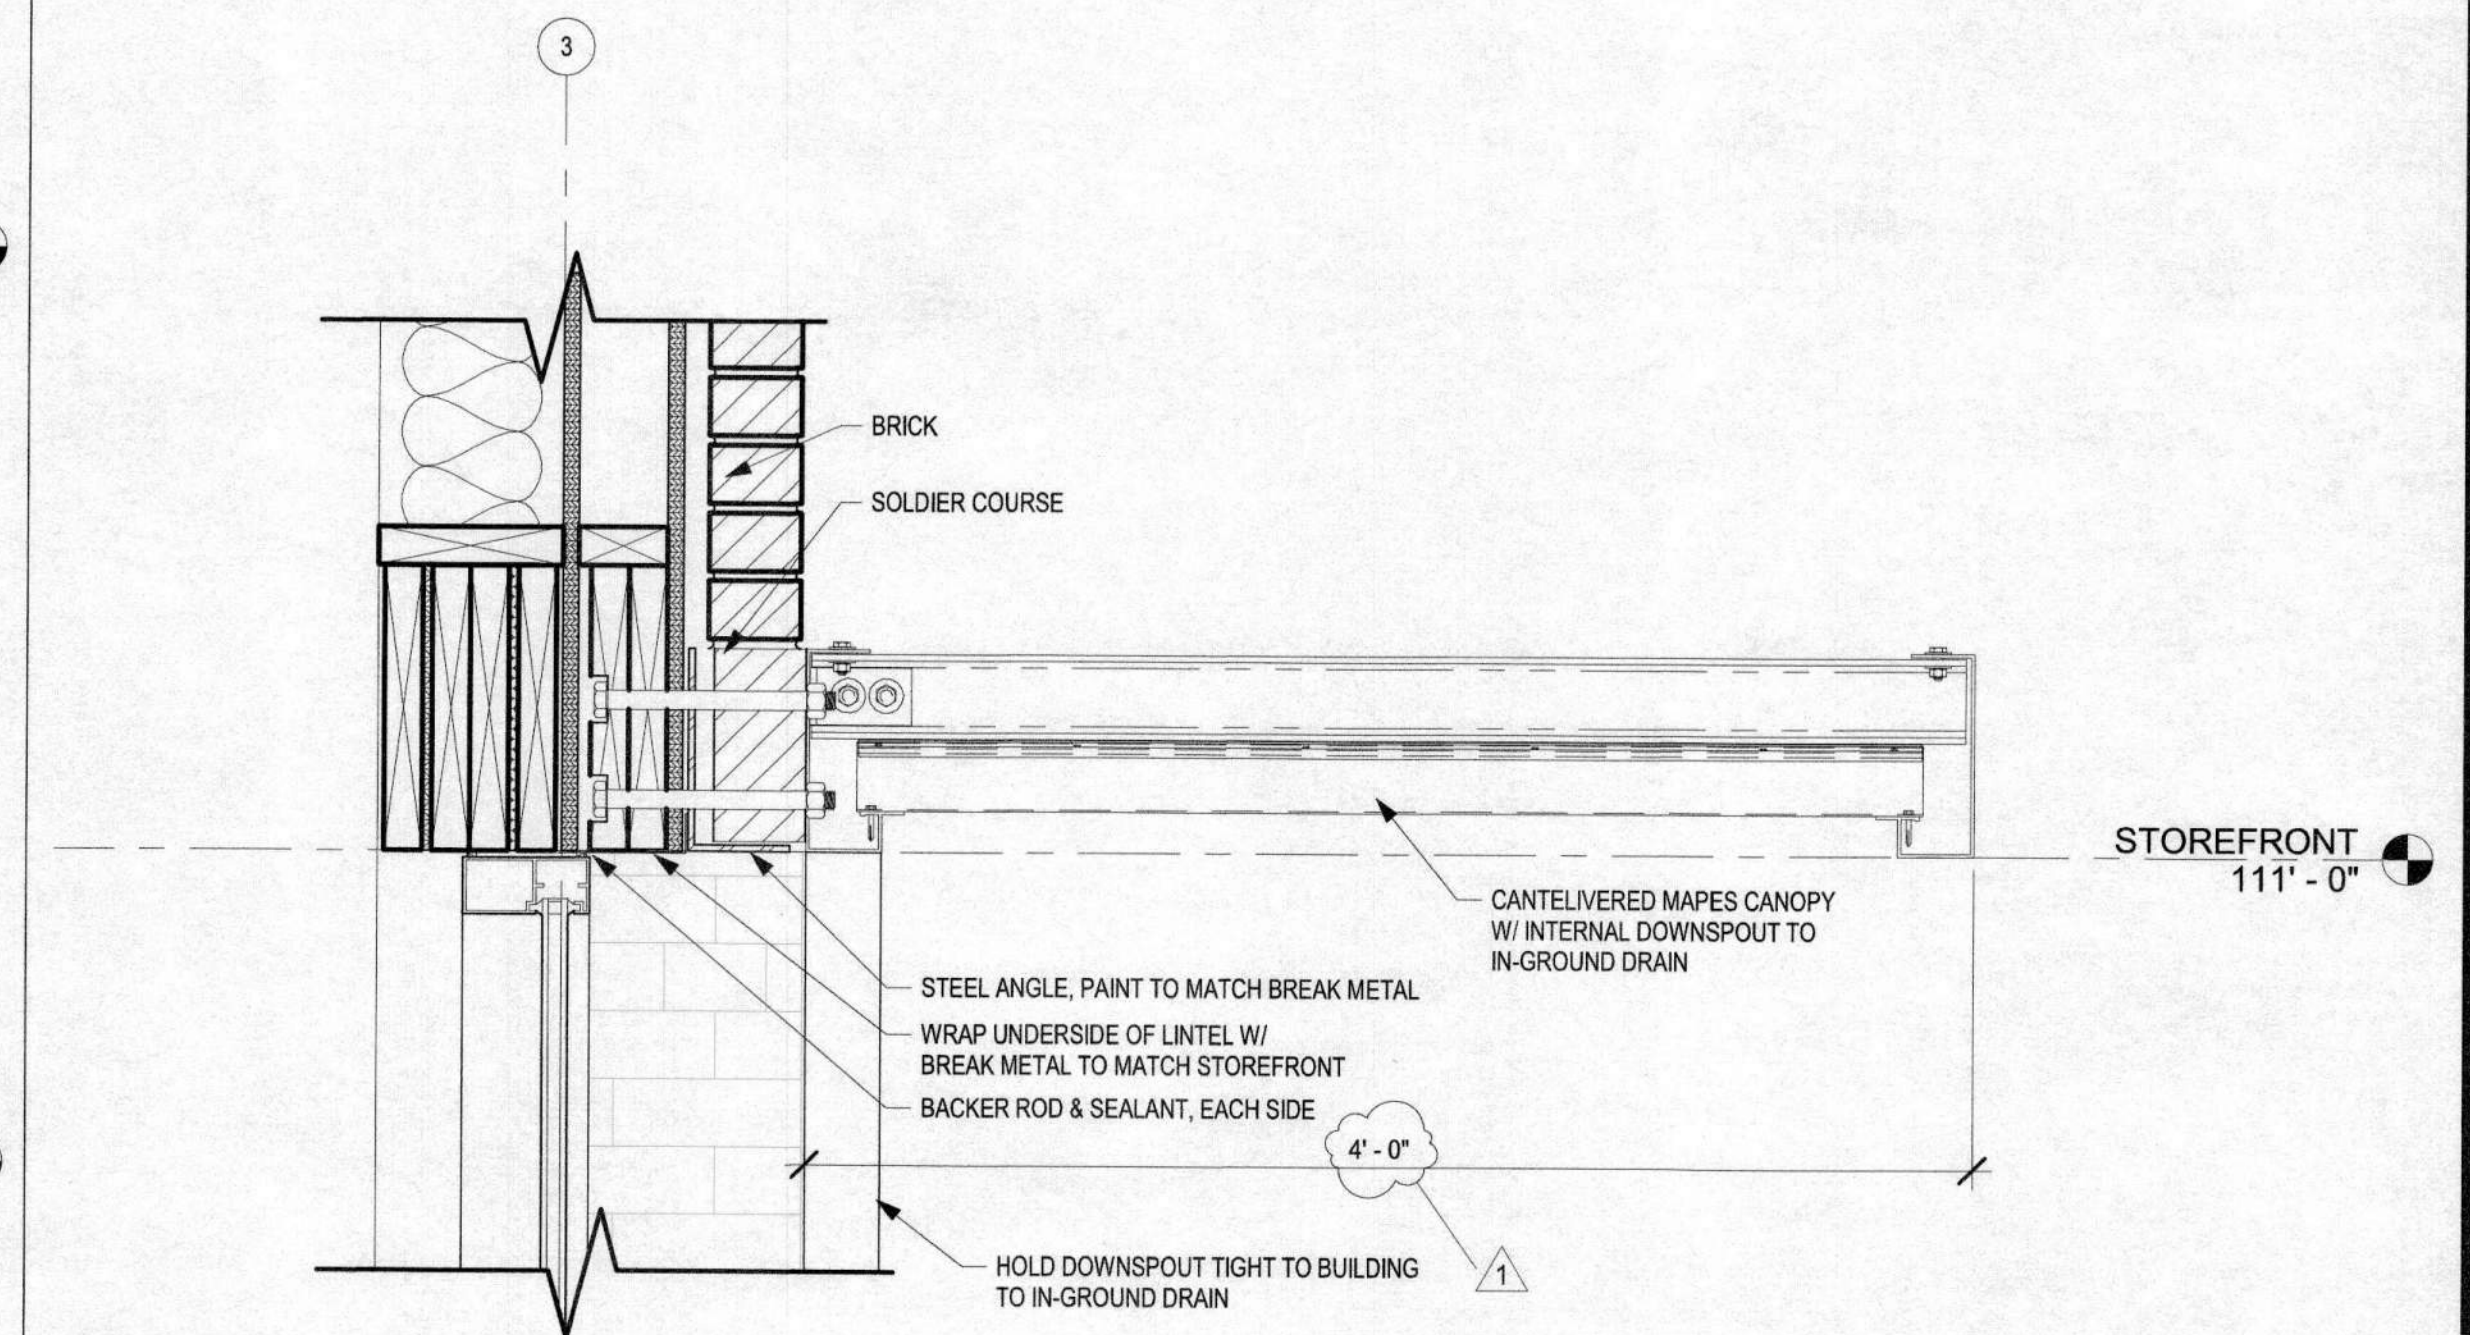 3
BRICK
SOLDIER COURSE
STOREFRONT
111' - 0"
CANTELIVERED MAPES CANOPY
W/ INTERNAL DOWNSPOUT TO
IN-GROUND DRAIN
STEEL ANGLE, PAINT TO MATCH BREAK METAL
WRAP UNDERSIDE OF LINTEL W/
BREAK METAL TO MATCH STOREFRONT
BACKER ROD & SEALANT, EACH SIDE
4' - 0"
HOLD DOWNSPOUT TIGHT TO BUILDING
TO IN-GROUND DRAIN
1